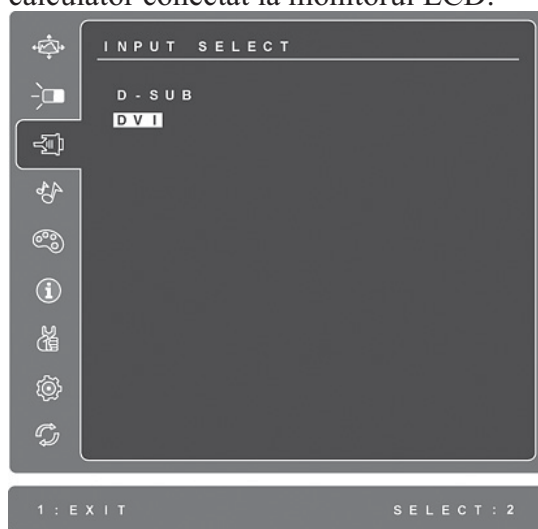 calculator conectat la monitorul LCD.
INPUT SELECT
D-SUB
DVI
1:EXIT SELECT:2